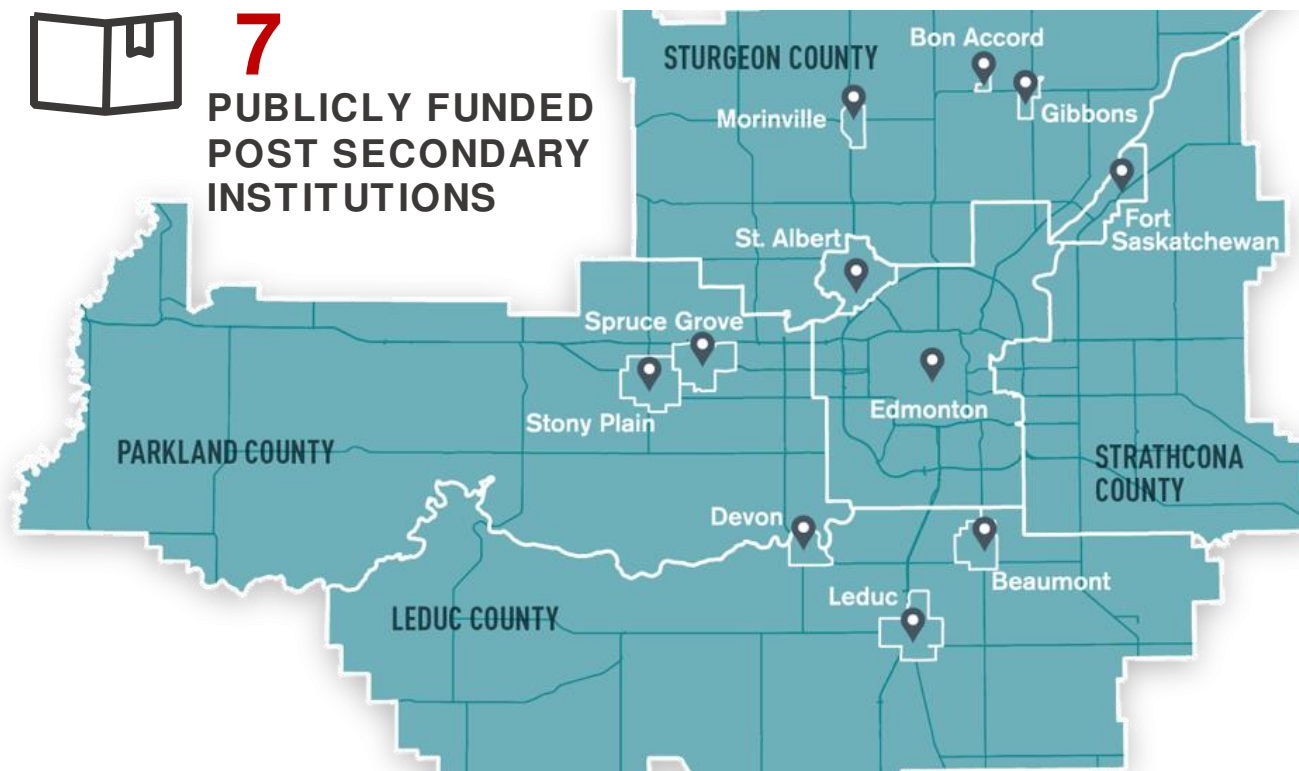 7
PUBLICLY FUNDED
POST SECONDARY
INSTITUTIONS
STURGEON COUNTY
Bon Accord
Morinville
Gibbons
Fort
Saskatchewan
St. Albert
Spruce Grove
Stony Plain
Edmonton
PARKLAND COUNTY
STRATHCONA
COUNTY
Devon
Beaumont
Leduc
LEDUC COUNTY